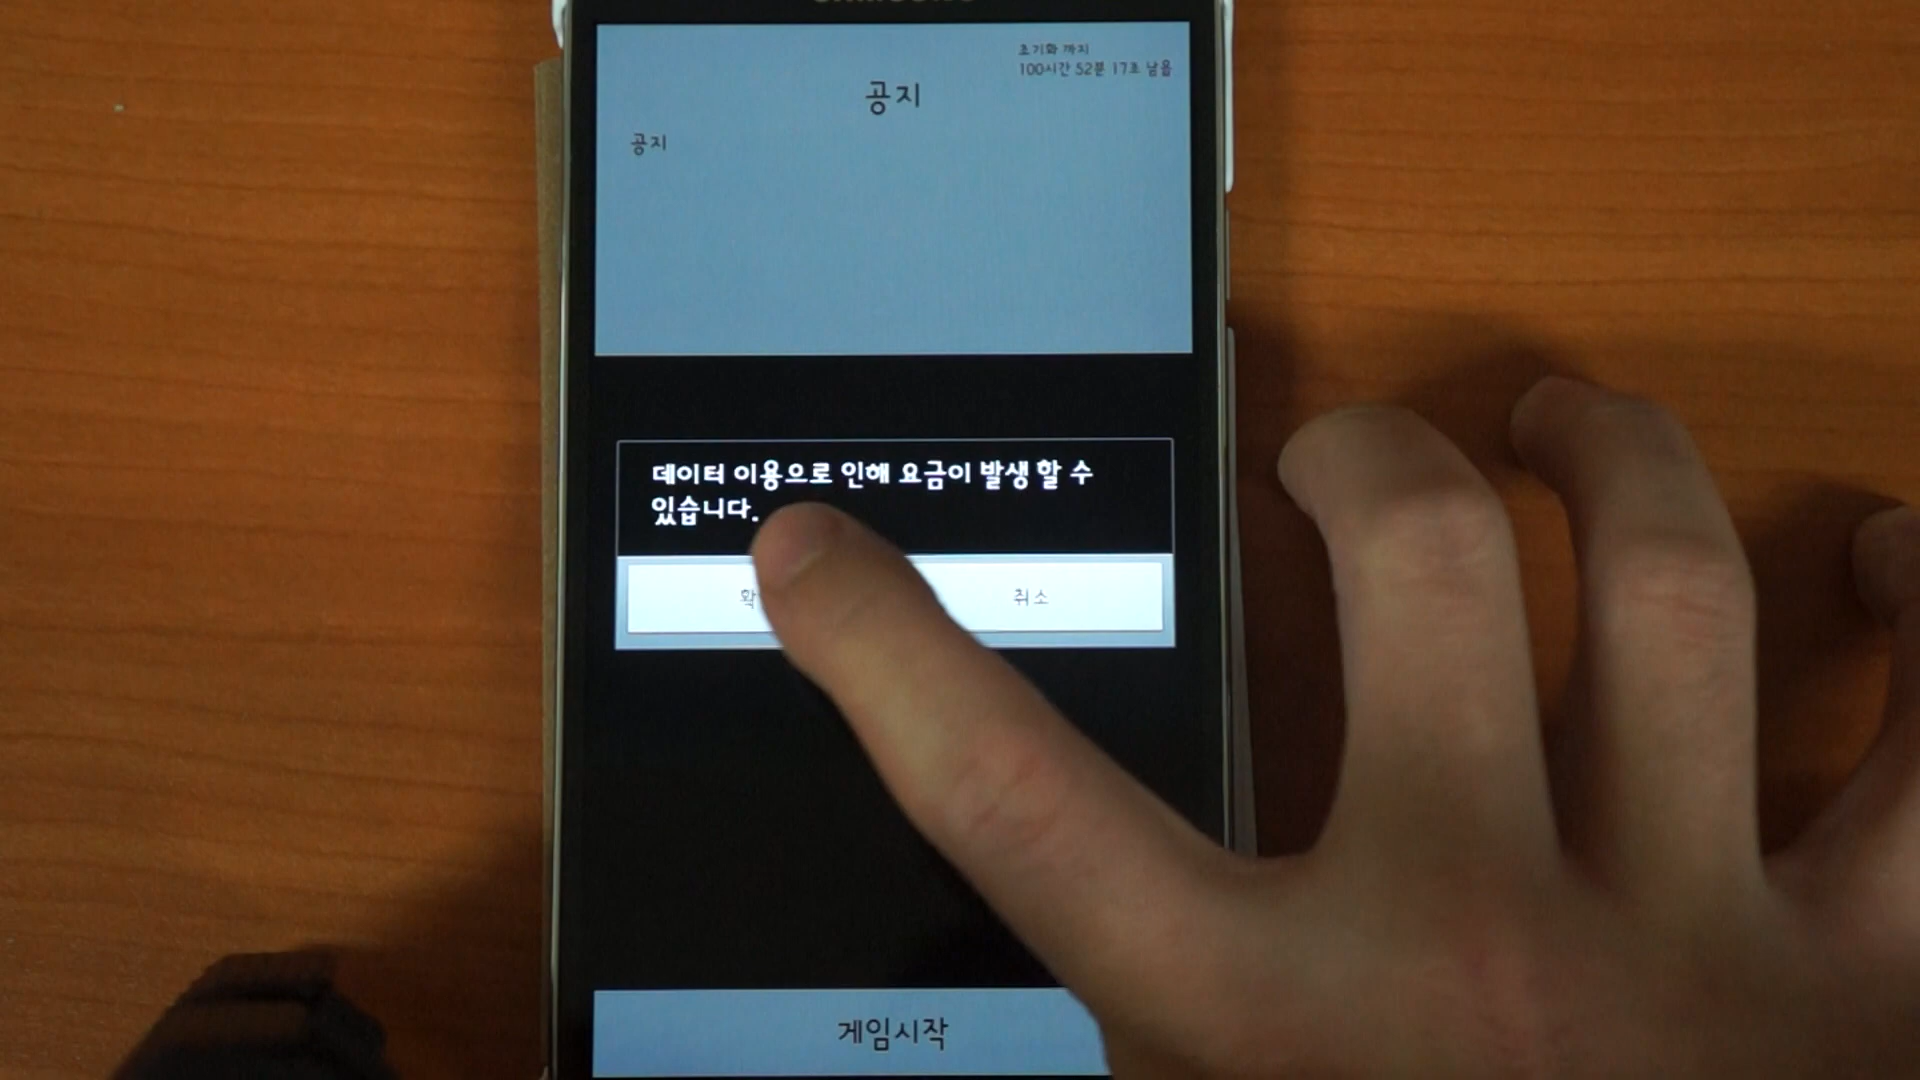 초기화 까지
100시간 52분 17초 남음
공지
공지
데이터 이용으로 인해 요금이 발생 할 수
있습니다.
취소
게임시작